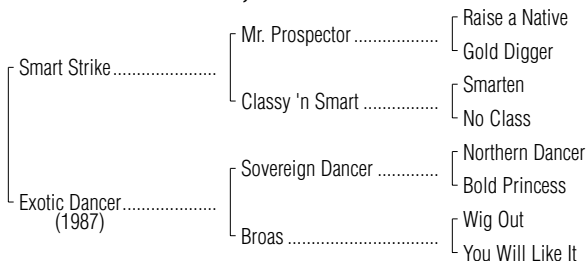 Raise a Native
Mr. Prospector ..................
Gold Digger
Smart Strike ......................
Smarten
Classy 'n Smart ................
No Class
Northern Dancer
Sovereign Dancer .............
Bold Princess
Exotic Dancer....................
(1987)
Wig Out
Broas ................................
You Will Like It